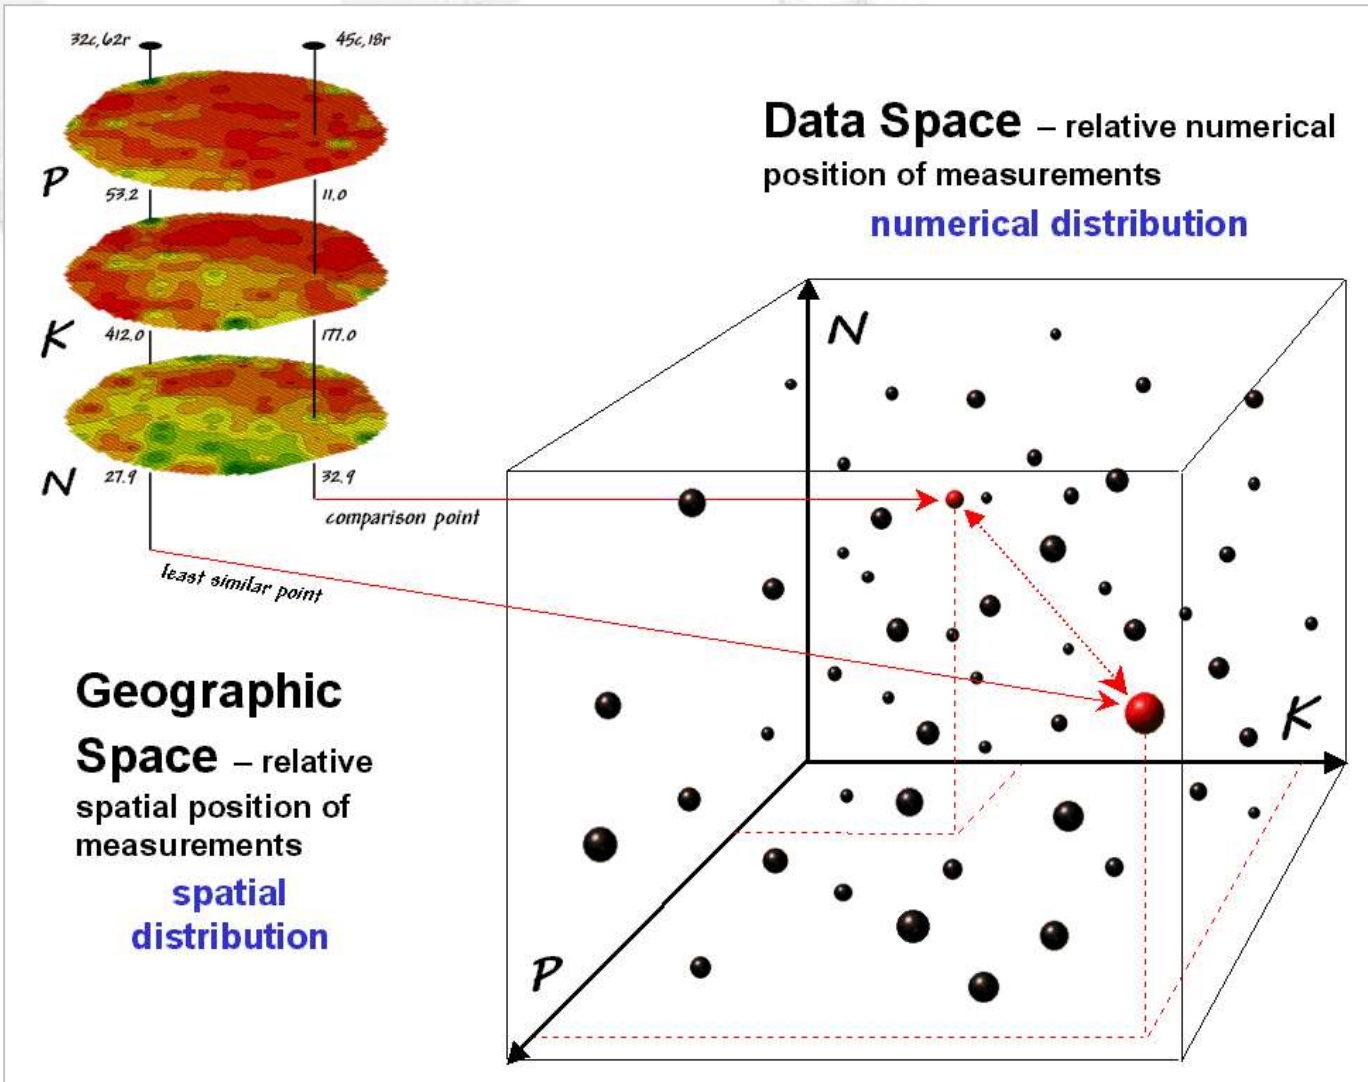 32c,62r
45c,18r
P
53.2
11.0
K
412.0
177.0
N
27.9
32.9
comparison point
least similar point
Geographic
Space – relative
spatial position of
measurements
spatial
distribution
Data Space – relative numerical
position of measurements
numerical distribution
N
K
P